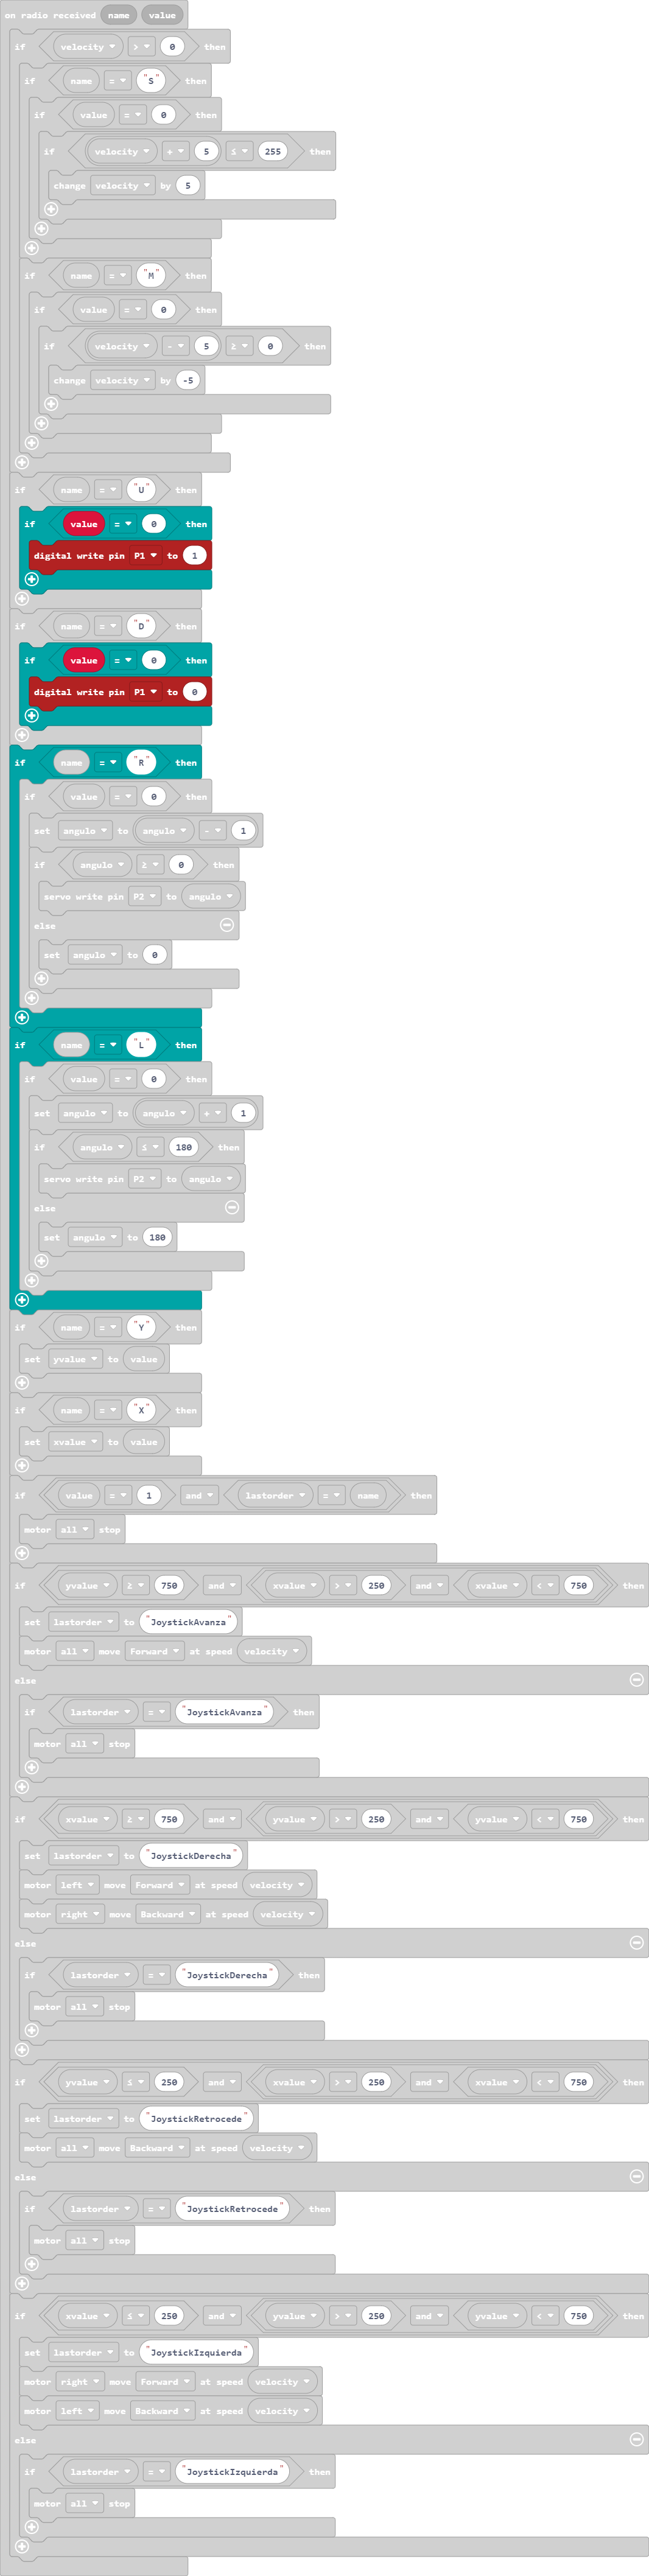 on radio received name value
if velocity > 0 then
if name = "S" then
if value = 0 then
if velocity + 5 ≤ 255 then
change velocity by 5
if name = "M" then
if value = 0 then
if velocity - 5 ≥ 0 then
change velocity by -5
if name = "U" then
if value = 0 then
digital write pin P1 to 1
if name = "D" then
if value = 0 then
digital write pin P1 to 0
if name = "R" then
if value = 0 then
set angulo to angulo - 1
if angulo ≥ 0 then
servo write pin P2 to angulo
else
set angulo to 0
if name = "L" then
if value = 0 then
set angulo to angulo + 1
if angulo ≤ 180 then
servo write pin P2 to angulo
else
set angulo to 180
if name = "Y" then
set yvalue to value
if name = "X" then
set xvalue to value
if value = 1 and lastorder = name then
motor all stop
if yvalue ≥ 750 and xvalue > 250 and xvalue < 750 then
set lastorder to "JoystickAvanza"
motor all move Forward at speed velocity
else
if lastorder = "JoystickAvanza" then
motor all stop
if xvalue ≥ 750 and yvalue > 250 and yvalue < 750 then
set lastorder to "JoystickDerecha"
motor left move Forward at speed velocity
motor right move Backward at speed velocity
else
if lastorder = "JoystickDerecha" then
motor all stop
if yvalue ≤ 250 and xvalue > 250 and xvalue < 750 then
set lastorder to "JoystickRetrocede"
motor all move Backward at speed velocity
else
if lastorder = "JoystickRetrocede" then
motor all stop
if xvalue ≤ 250 and yvalue > 250 and yvalue < 750 then
set lastorder to "JoystickIzquierda"
motor right move Forward at speed velocity
motor left move Backward at speed velocity
else
if lastorder = "JoystickIzquierda" then
motor all stop